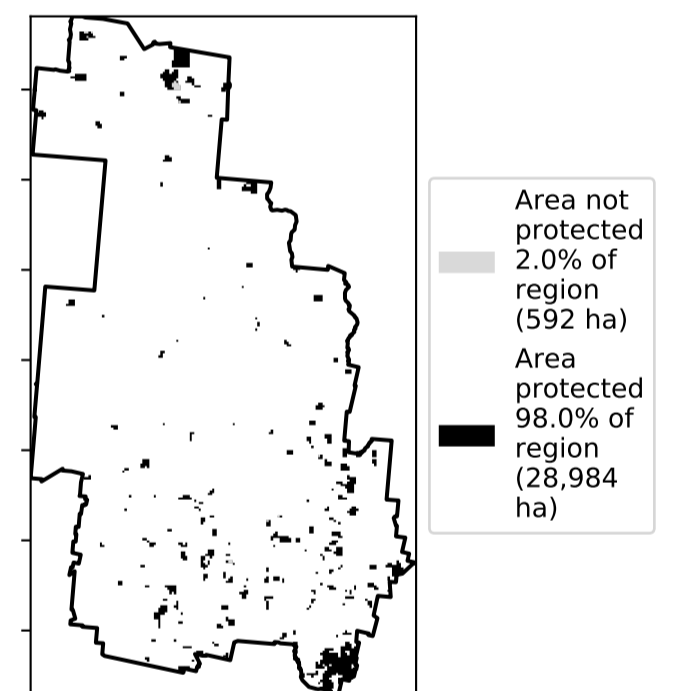 Area not
protected
2.0% of
region
(592 ha)
Area
protected
98.0% of
region
(28,984
ha)